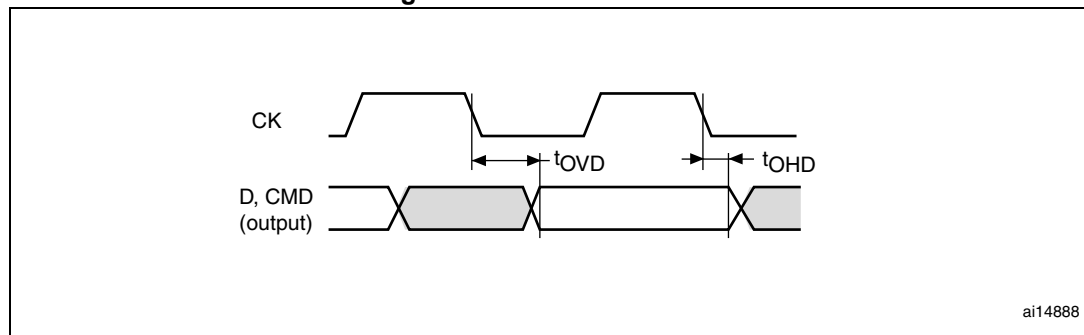 CK
tOVD
tOHD
D, CMD
(output)
ai14888